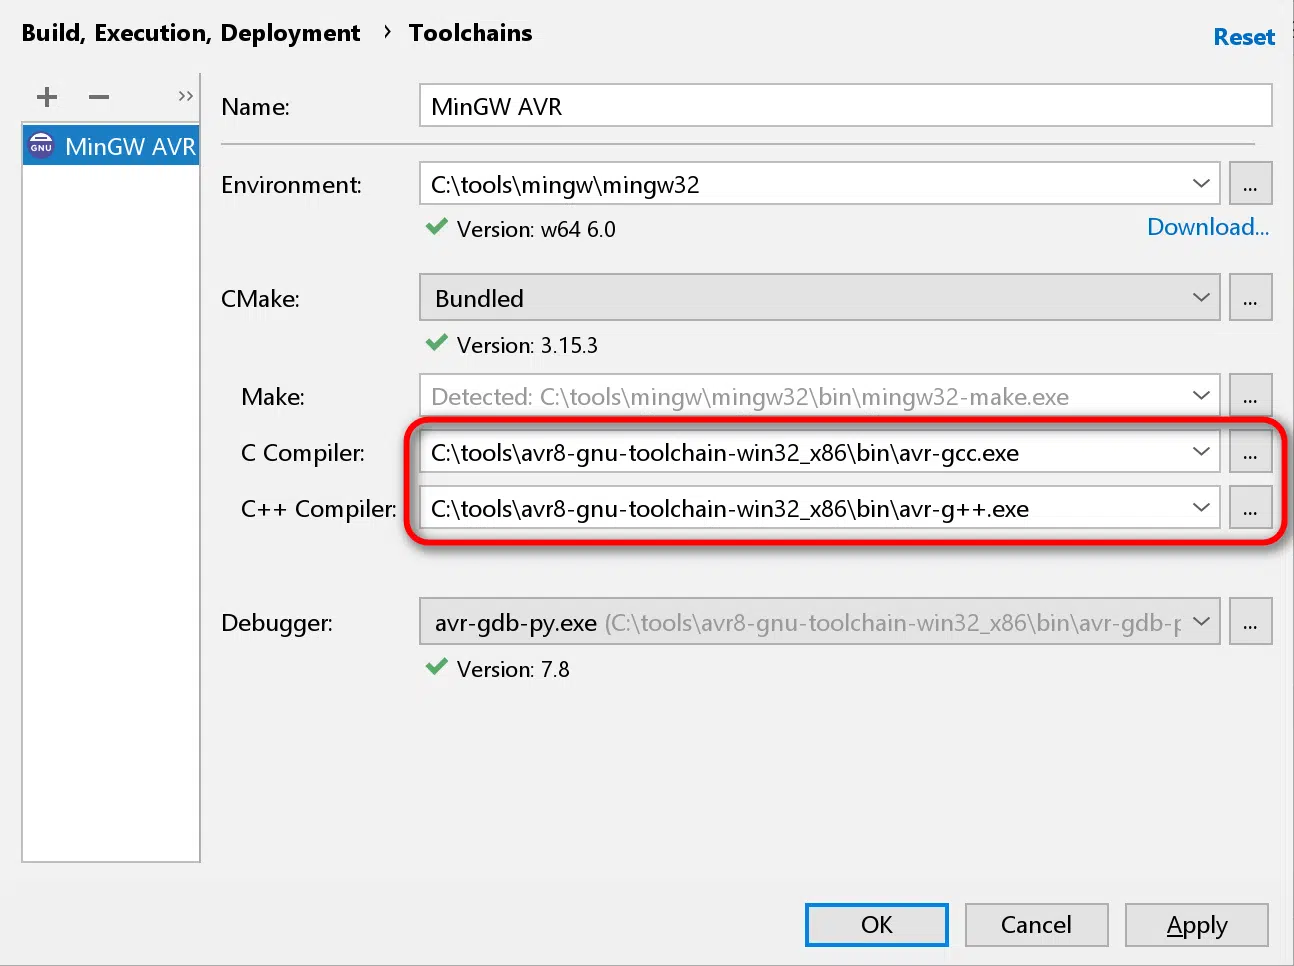 Build, Execution, Deployment › Toolchains
Reset
+ − »
Name: MinGW AVR
GNU MinGW AVR
Environment: C:\tools\mingw\mingw32 ...
Version: w64 6.0 Download...
CMake: Bundled ...
Version: 3.15.3
Make: Detected: C:\tools\mingw\mingw32\bin\mingw32-make.exe ...
C Compiler: C:\tools\avr8-gnu-toolchain-win32_x86\bin\avr-gcc.exe ...
C++ Compiler: C:\tools\avr8-gnu-toolchain-win32_x86\bin\avr-g++.exe ...
Debugger: avr-gdb-py.exe (C:\tools\avr8-gnu-toolchain-win32_x86\bin\avr-gdb-p ...
Version: 7.8
OK Cancel Apply